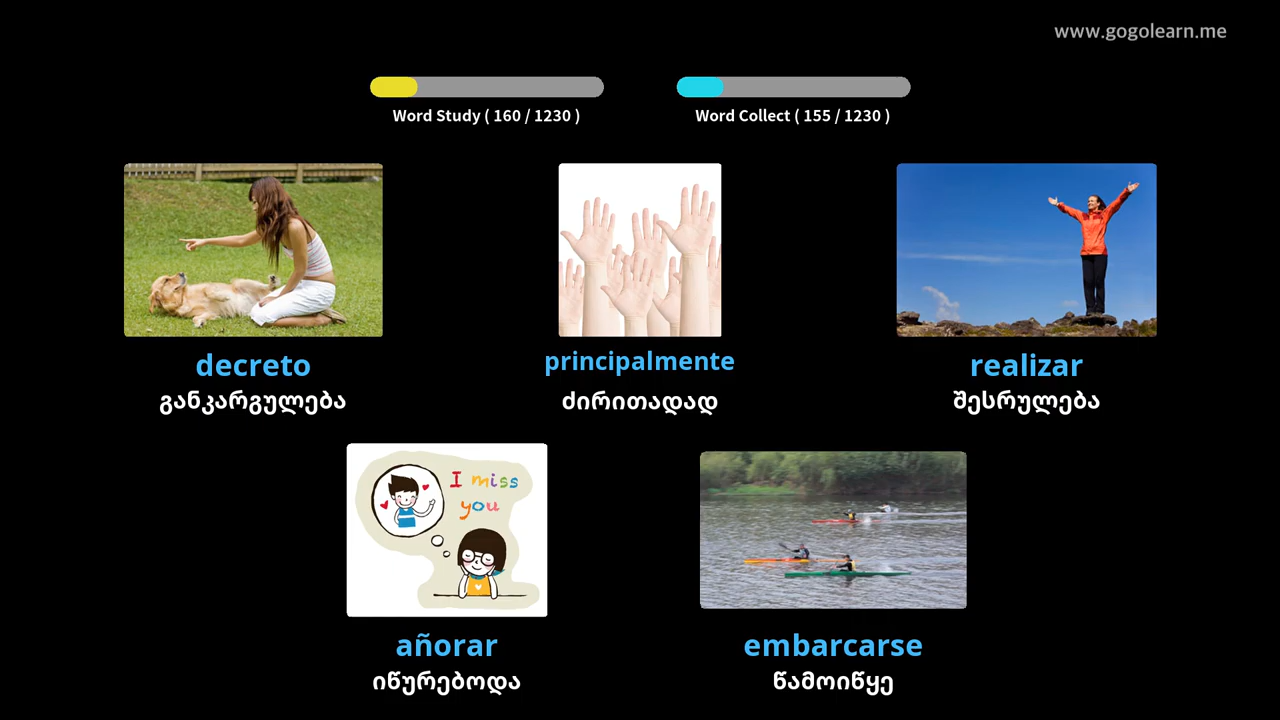 www.gogolearn.me
Word Study ( 160 / 1230 )
Word Collect ( 155 / 1230 )
decreto
განკარგულება
principalmente
ძირითადად
realizar
შესრულება
I miss
you
añorar
იწურებოდა
embarcarse
წამოიწყე